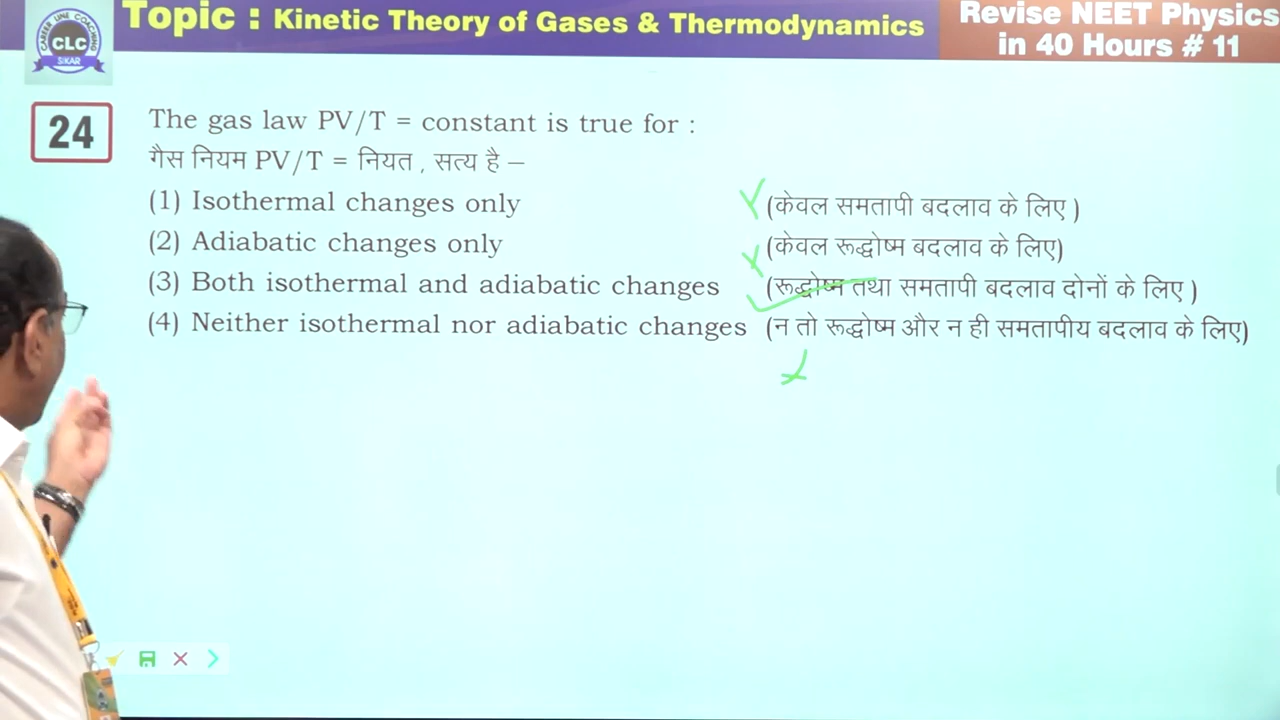 Topic : Kinetic Theory of Gases & Thermodynamics
Revise NEET Physics
in 40 Hours # 11
CAREER LINE COACHING
CLC
SIKAR
24
The gas law PV/T = constant is true for :
गैस नियम PV/T = नियत , सत्य है –
(1) Isothermal changes only (केवल समतापी बदलाव के लिए )
(2) Adiabatic changes only (केवल रूद्धोष्म बदलाव के लिए)
(3) Both isothermal and adiabatic changes (रूद्धोष्म तथा समतापी बदलाव दोनों के लिए )
(4) Neither isothermal nor adiabatic changes (न तो रूद्धोष्म और न ही समतापीय बदलाव के लिए)